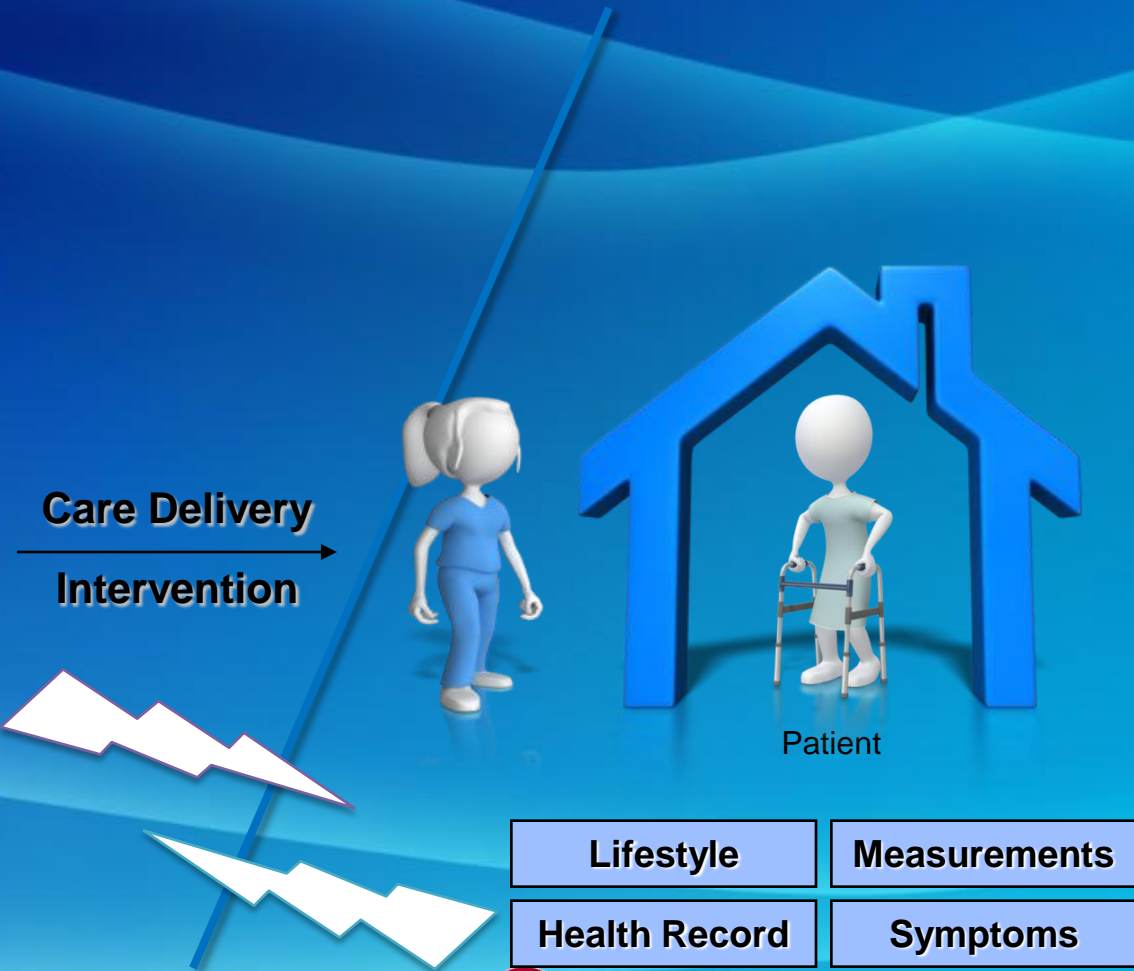 Care Delivery
Intervention
Patient
Lifestyle
Measurements
Health Record
Symptoms